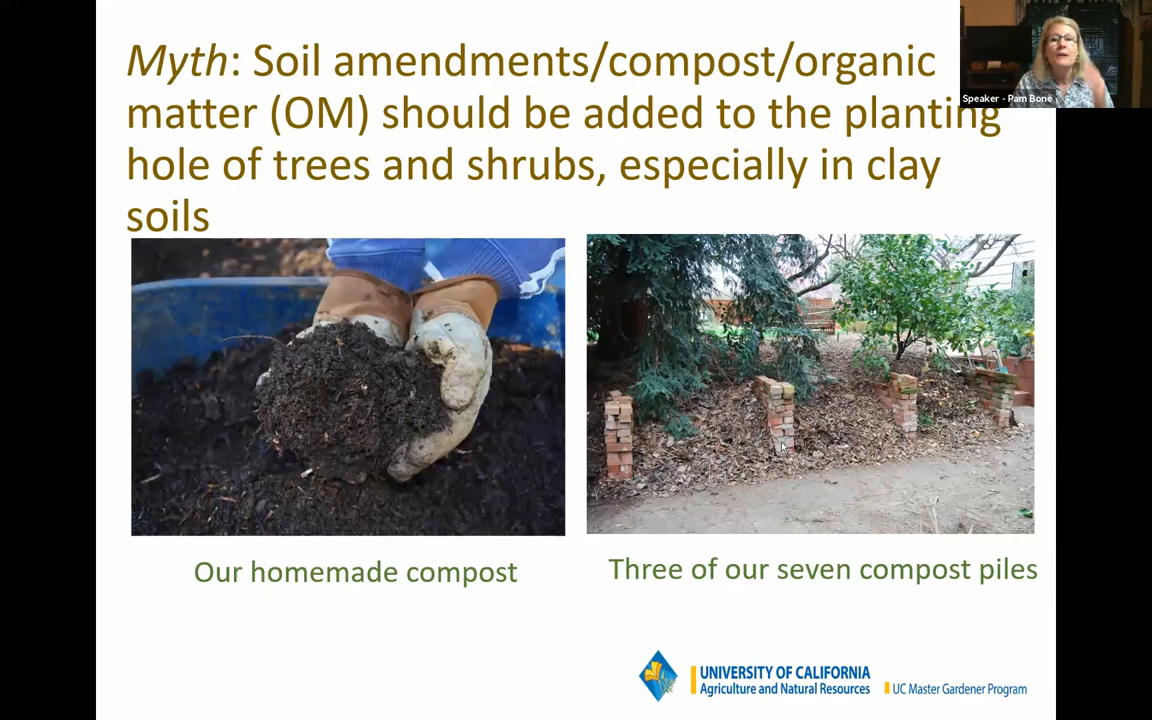 Myth: Soil amendments/compost/organic
matter (OM) should be added to the planting
hole of trees and shrubs, especially in clay
soils
Speaker - Pam Bone
Our homemade compost
Three of our seven compost piles
UNIVERSITY OF CALIFORNIA
Agriculture and Natural Resources
UC Master Gardener Program